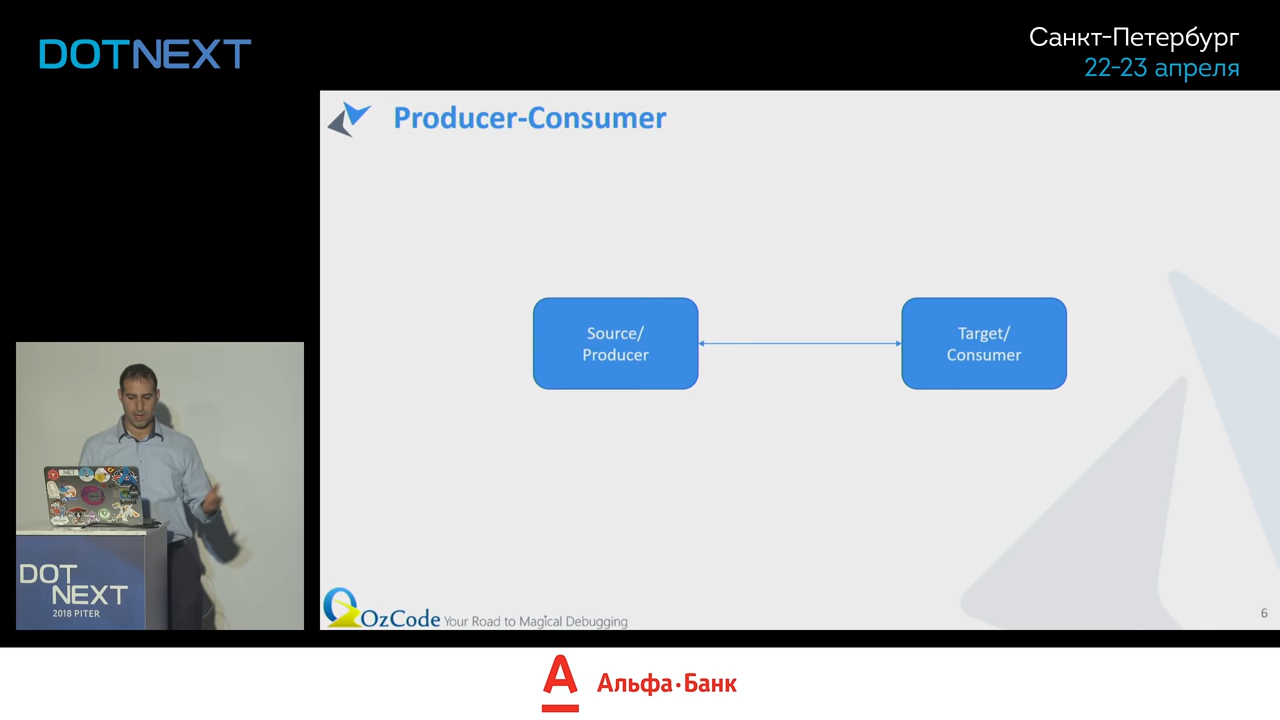 DOTNEXT
Санкт-Петербург
22-23 апреля
Producer-Consumer
Source/
Producer
Target/
Consumer
DOT
NEXT
2018 PITER
OzCode Your Road to Magical Debugging
6
Альфа·Банк